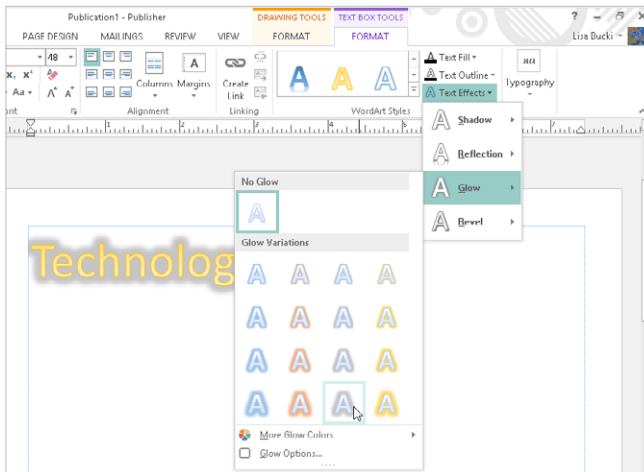 Publication1 - Publisher
DRAWING TOOLS
TEXT BOX TOOLS
?
PAGE DESIGN
MAILINGS
REVIEW
VIEW
FORMAT
FORMAT
Lisa Bucki
48
Columns
Margins
Create Link
Text Fill
Text Outline
Text Effects
Typography
Aa
Alignment
Linking
WordArt Styles
Shadow
Reflection
Glow
Bevel
No Glow
Glow Variations
Technolog
More Glow Colors
Glow Options...